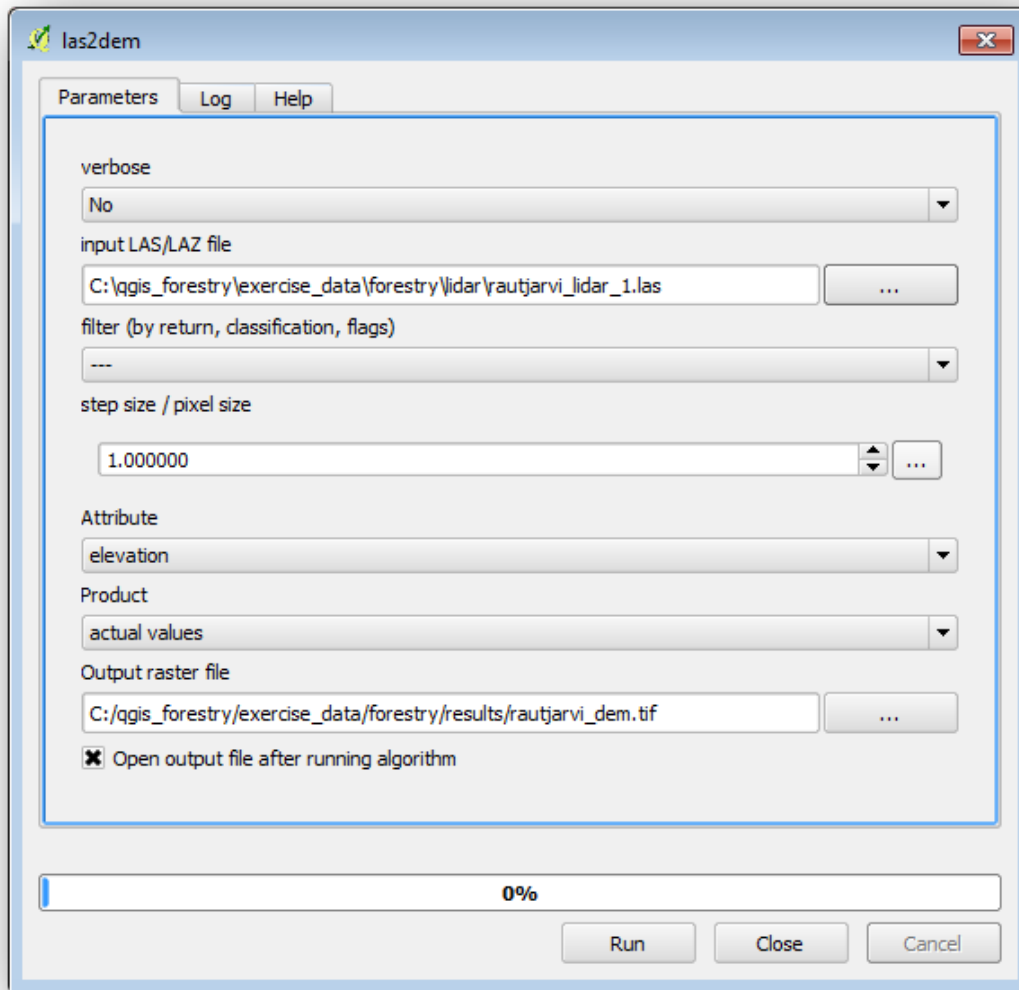 las2dem
Parameters Log Help
verbose
No
input LAS/LAZ file
C:\qgis_forestry\exercise_data\forestry\lidar\rautjarvi_lidar_1.las ...
filter (by return, classification, flags)
---
step size / pixel size
1.000000 ...
Attribute
elevation
Product
actual values
Output raster file
C:/qgis_forestry/exercise_data/forestry/results/rautjarvi_dem.tif ...
Open output file after running algorithm
0%
Run Close Cancel